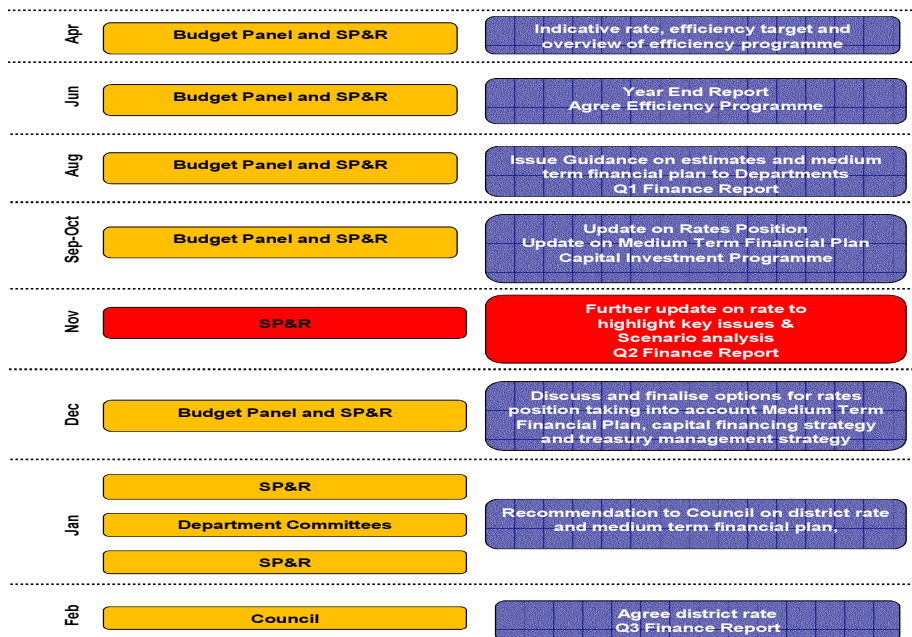 Apr
Budget Panel and SP&R
Indicative rate, efficiency target and
overview of efficiency programme
Jun
Budget Panel and SP&R
Year End Report
Agree Efficiency Programme
Aug
Budget Panel and SP&R
Issue Guidance on estimates and medium
term financial plan to Departments
Q1 Finance Report
Sep-Oct
Budget Panel and SP&R
Update on Rates Position
Update on Medium Term Financial Plan
Capital Investment Programme
Nov
SP&R
Further update on rate to
highlight key issues &
Scenario analysis
Q2 Finance Report
Dec
Budget Panel and SP&R
Discuss and finalise options for rates
position taking into account Medium Term
Financial Plan, capital financing strategy
and treasury management strategy
Jan
SP&R
Department Committees
SP&R
Recommendation to Council on district rate
and medium term financial plan,
Feb
Council
Agree district rate
Q3 Finance Report